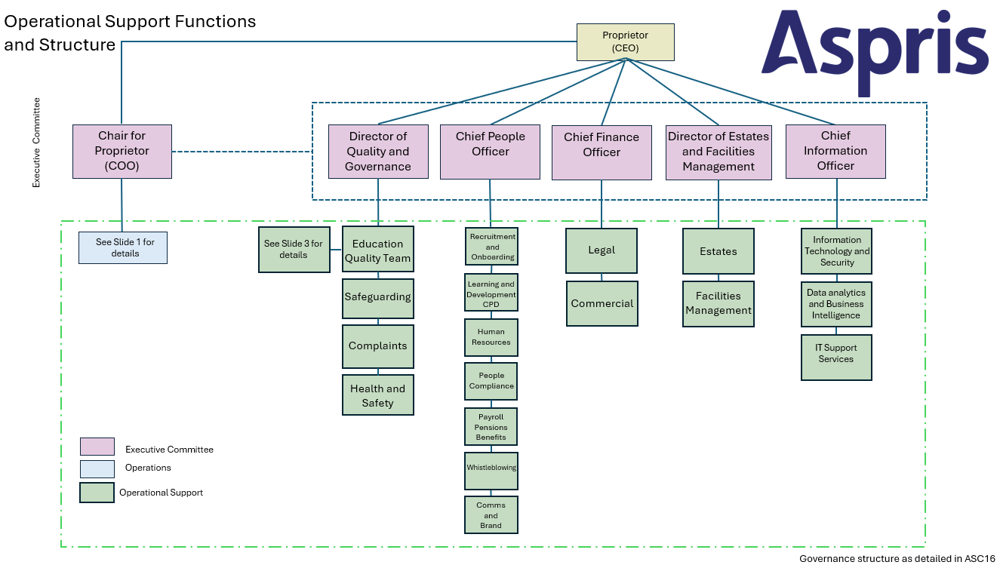 Operational Support Functions
and Structure
Aspris
Proprietor
(CEO)
Executive Committee
Chair for
Proprietor
(COO)
Director of
Quality and
Governance
Chief People
Officer
Chief Finance
Officer
Director of Estates
and Facilities
Management
Chief
Information
Officer
See Slide 1 for
details
See Slide 3 for
details
Education
Quality Team
Safeguarding
Complaints
Health and
Safety
Recruitment
and
Onboarding
Learning and
Development
CPD
Human
Resources
People
Compliance
Payroll
Pensions
Benefits
Whistleblowing
Comms
and
Brand
Legal
Commercial
Estates
Facilities
Management
Information
Technology and
Security
Data analytics
and Business
Intelligence
IT Support
Services
Executive Committee
Operations
Operational Support
Governance structure as detailed in ASC16